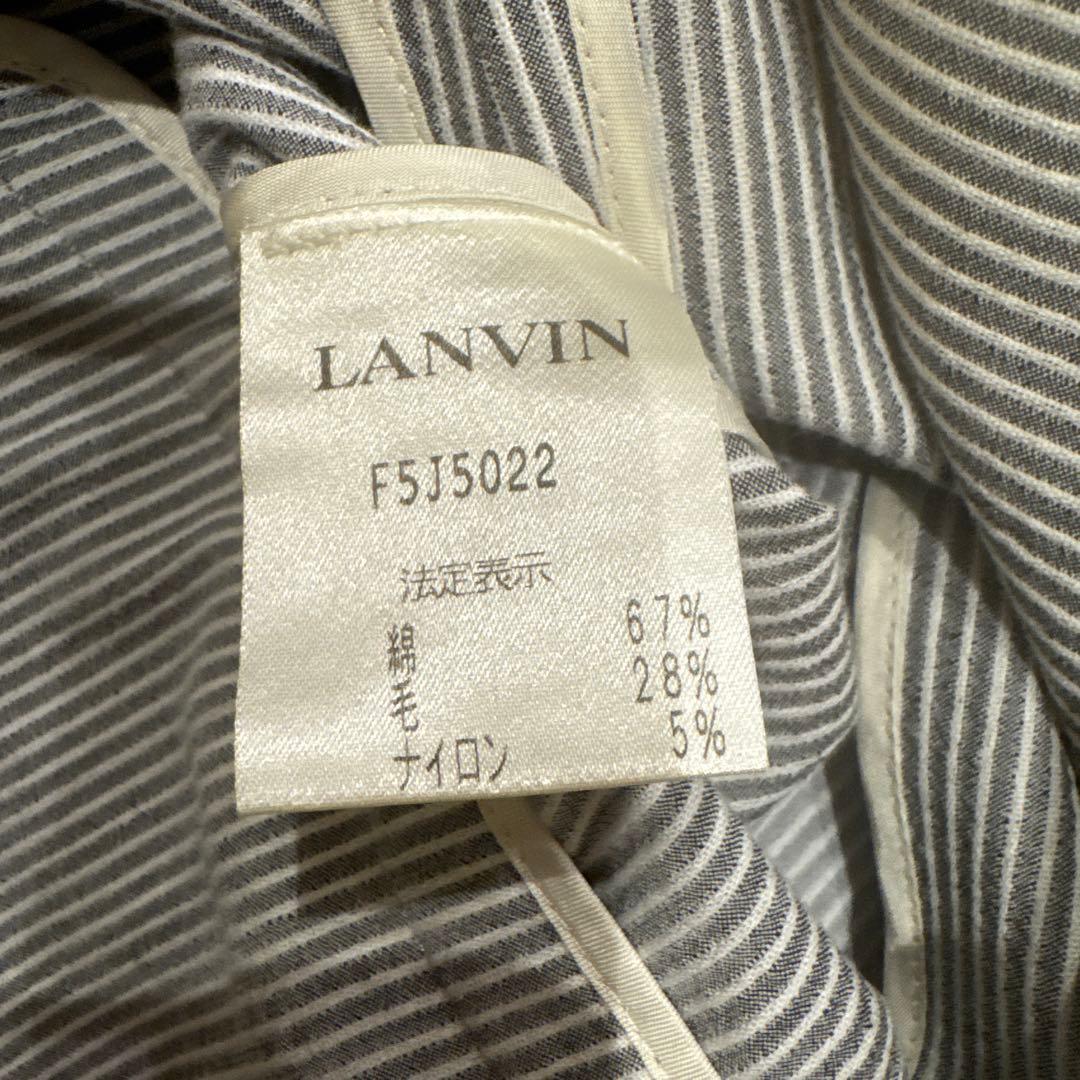 LANVIN
F5J5022
法定表示
綿 67%
毛 28%
ナイロン 5%